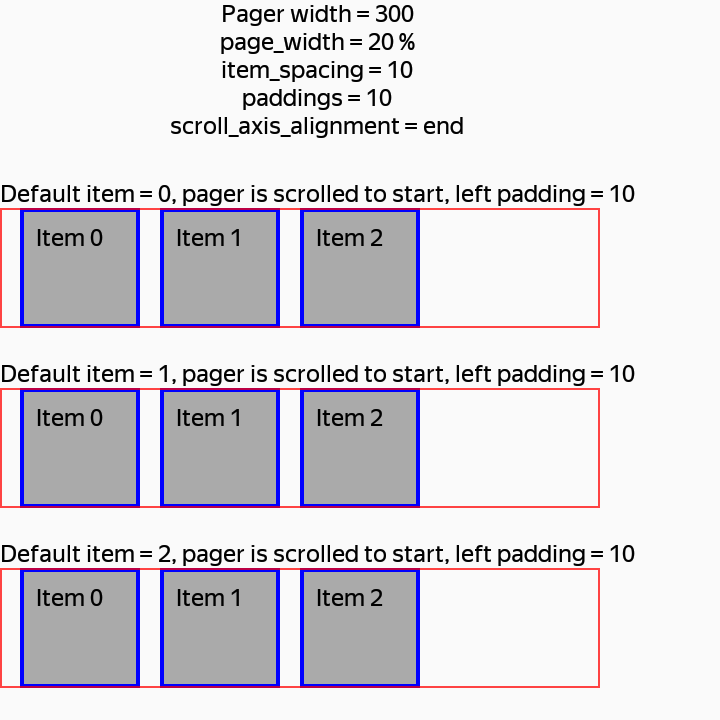 Pager width = 300
page_width = 20 %
item_spacing = 10
paddings = 10
scroll_axis_alignment = end
Default item = 0, pager is scrolled to start, left padding = 10
Item 0 Item 1 Item 2
Default item = 1, pager is scrolled to start, left padding = 10
Item 0 Item 1 Item 2
Default item = 2, pager is scrolled to start, left padding = 10
Item 0 Item 1 Item 2